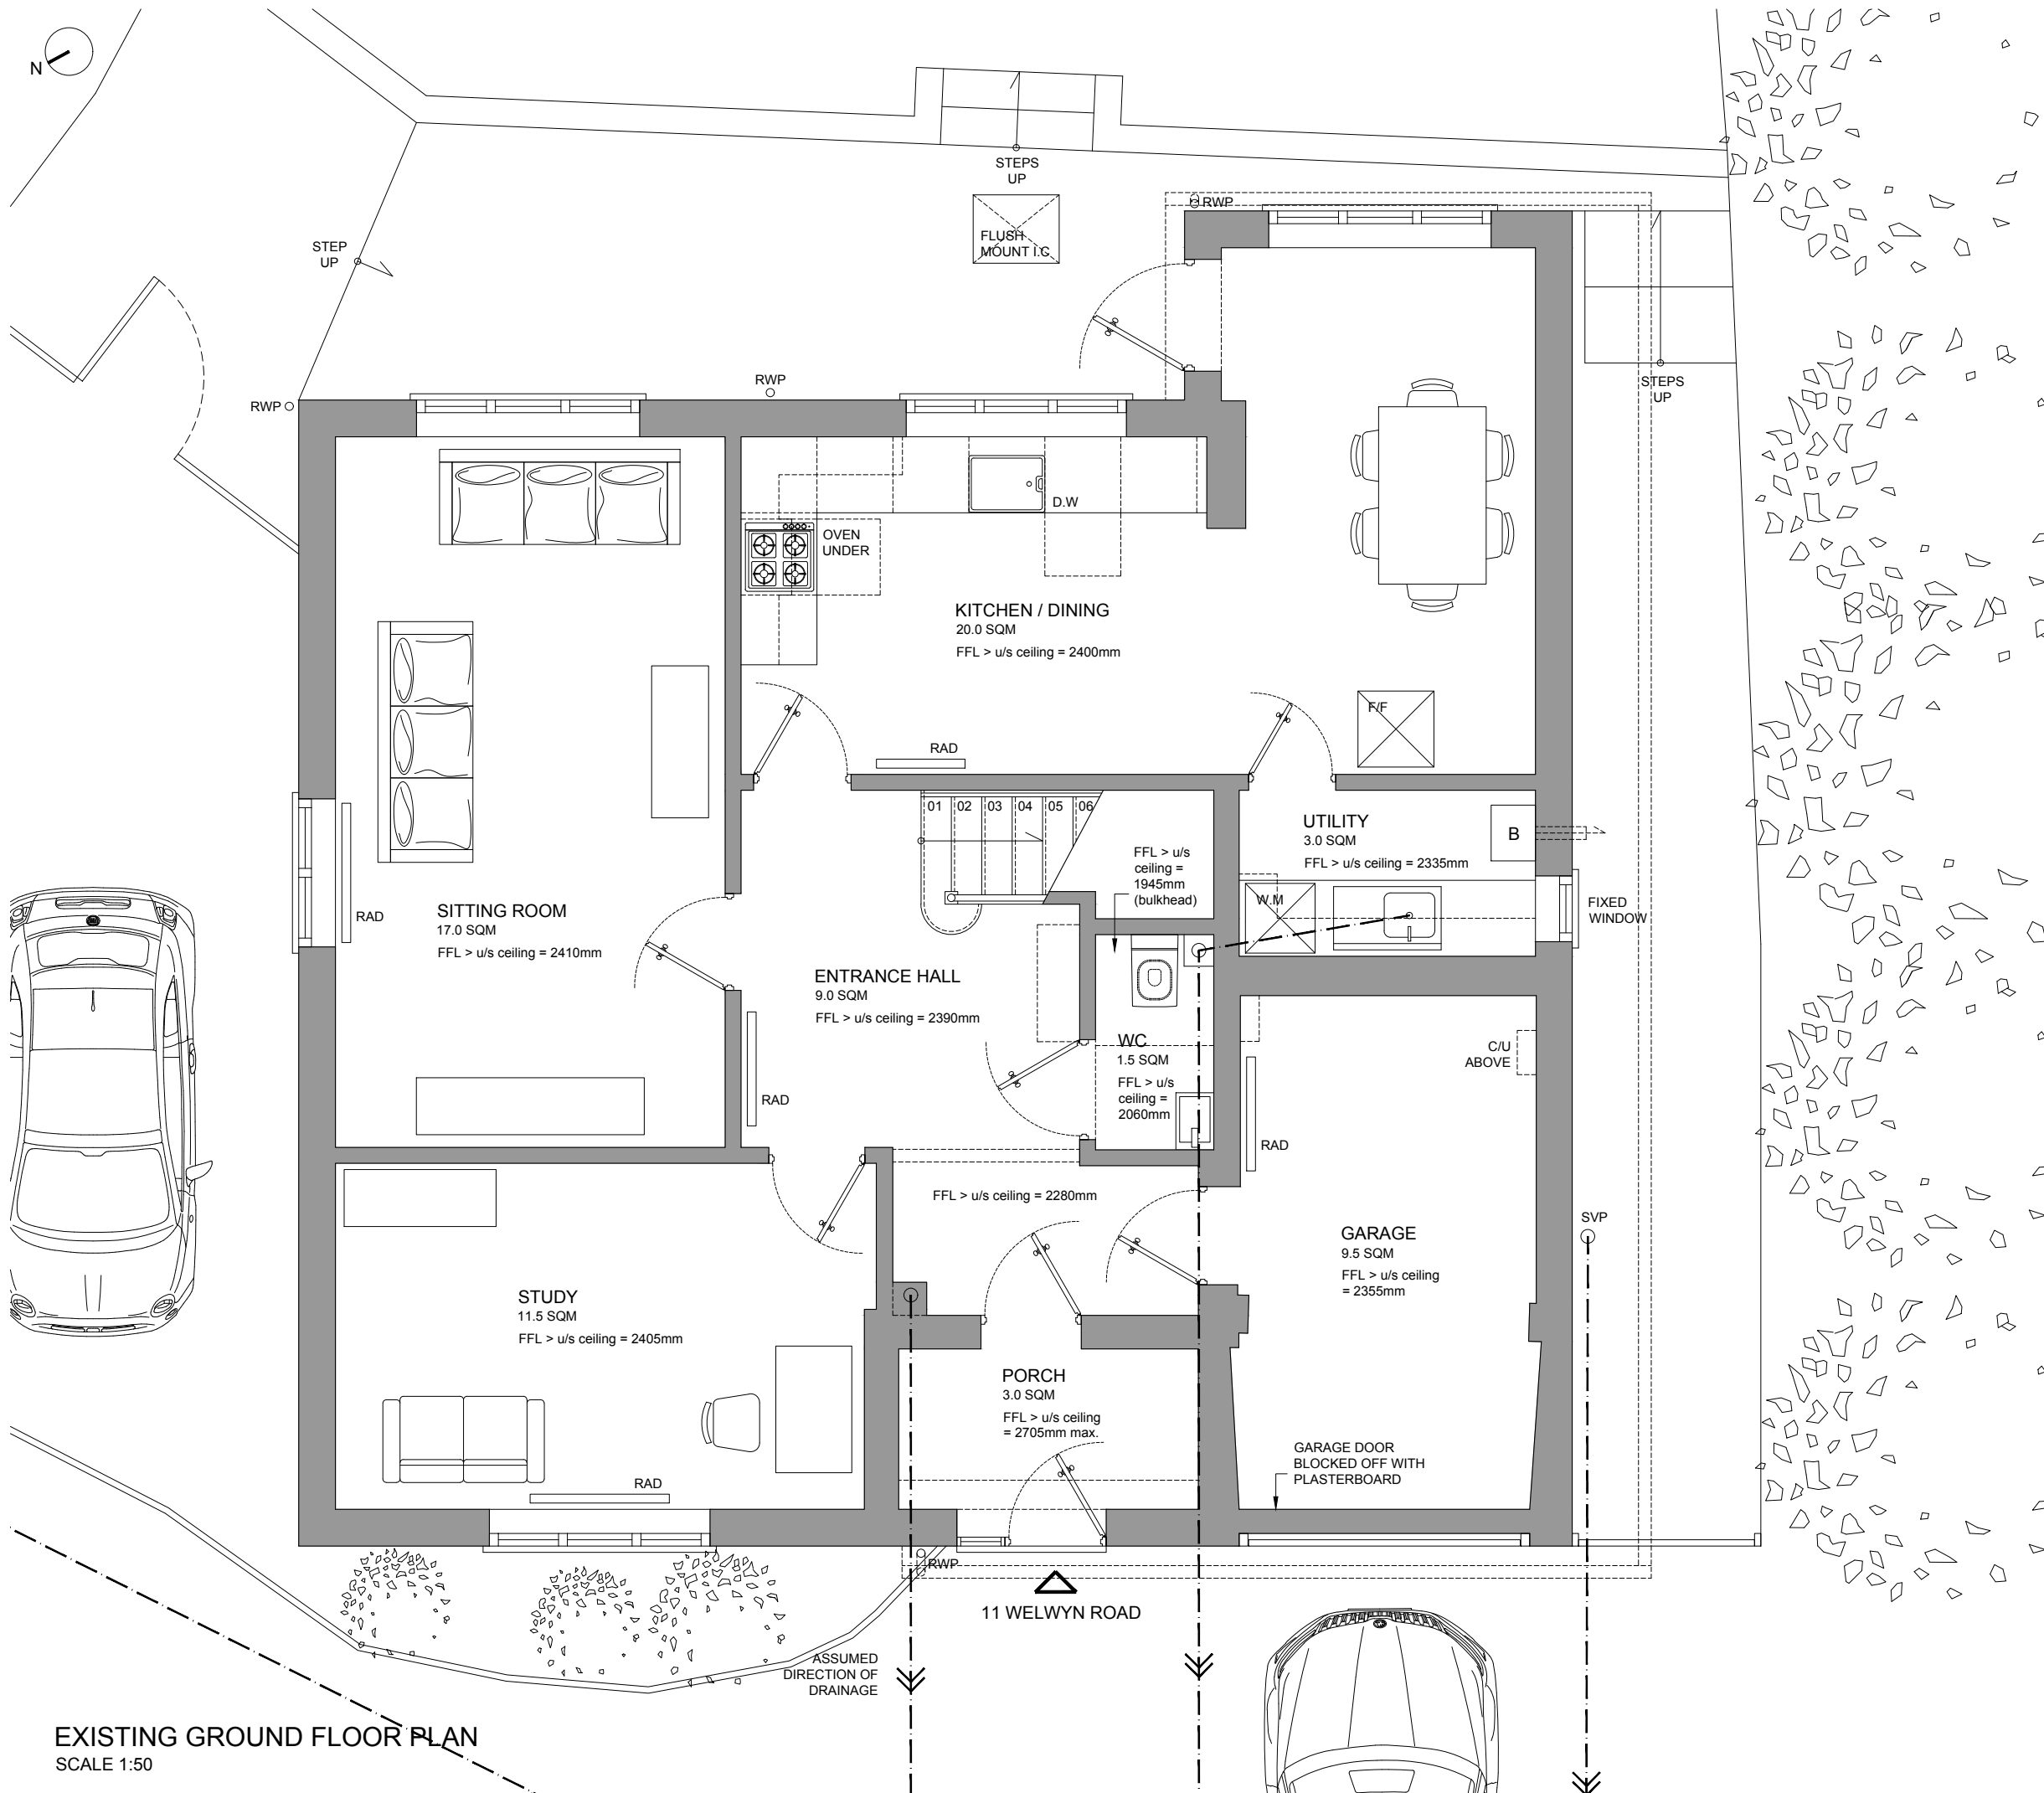 N
STEPS
UP
RWP
FLUSH
MOUNT I.C
STEP
UP
RWP
RWP
STEPS
UP
D.W
OVEN
UNDER
KITCHEN / DINING
20.0 SQM
FFL > u/s ceiling = 2400mm
F/F
RAD
01 02 03 04 05 06
UTILITY
3.0 SQM
FFL > u/s ceiling = 2335mm
B
FFL > u/s
ceiling =
1945mm
(bulkhead)
W.M
FIXED
WINDOW
RAD
SITTING ROOM
17.0 SQM
FFL > u/s ceiling = 2410mm
ENTRANCE HALL
9.0 SQM
FFL > u/s ceiling = 2390mm
WC
1.5 SQM
FFL > u/s
ceiling =
2060mm
C/U
ABOVE
RAD
RAD
FFL > u/s ceiling = 2280mm
SVP
GARAGE
9.5 SQM
FFL > u/s ceiling
= 2355mm
STUDY
11.5 SQM
FFL > u/s ceiling = 2405mm
PORCH
3.0 SQM
FFL > u/s ceiling
= 2705mm max.
GARAGE DOOR
BLOCKED OFF WITH
PLASTERBOARD
RAD
RWP
11 WELWYN ROAD
ASSUMED
DIRECTION OF
DRAINAGE
EXISTING GROUND FLOOR PLAN
SCALE 1:50